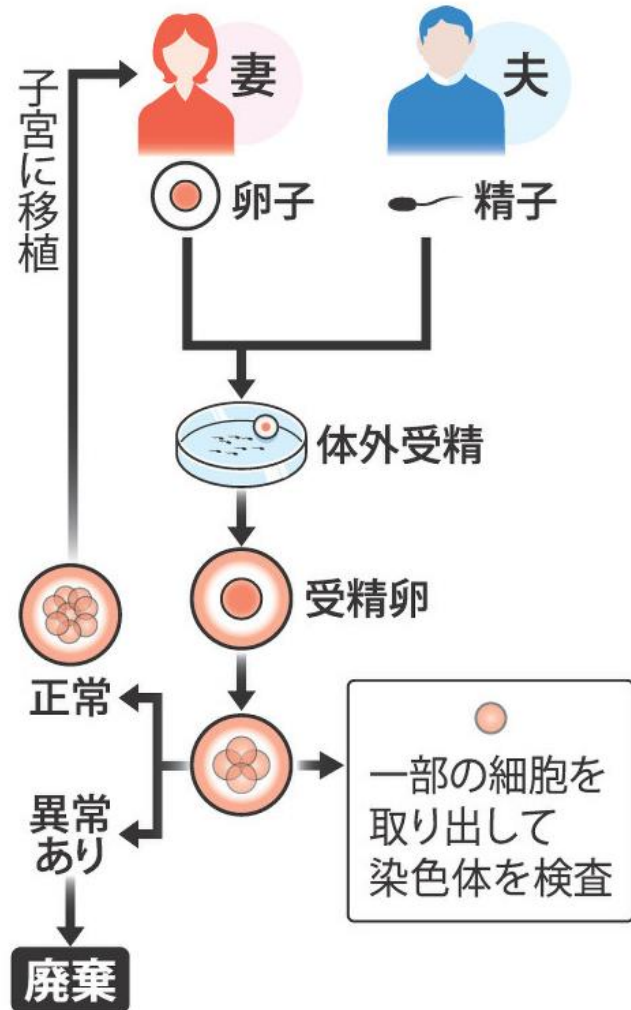 妻
夫
卵子
精子
子宮に移植
体外受精
受精卵
正常
異常
あり
一部の細胞を
取り出して
染色体を検査
廃棄